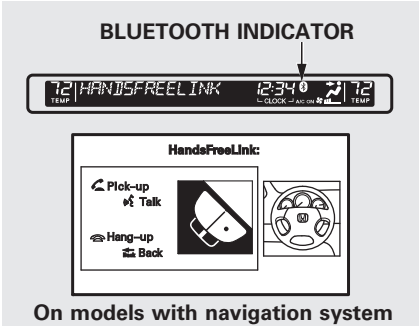 BLUETOOTH INDICATOR
72 HANDSFREELINK 12:34 72
TEMP CLOCK A/C ON TEMP
HandsFreeLink:
Pick-up
Talk
Hang-up
Back
On models with navigation system